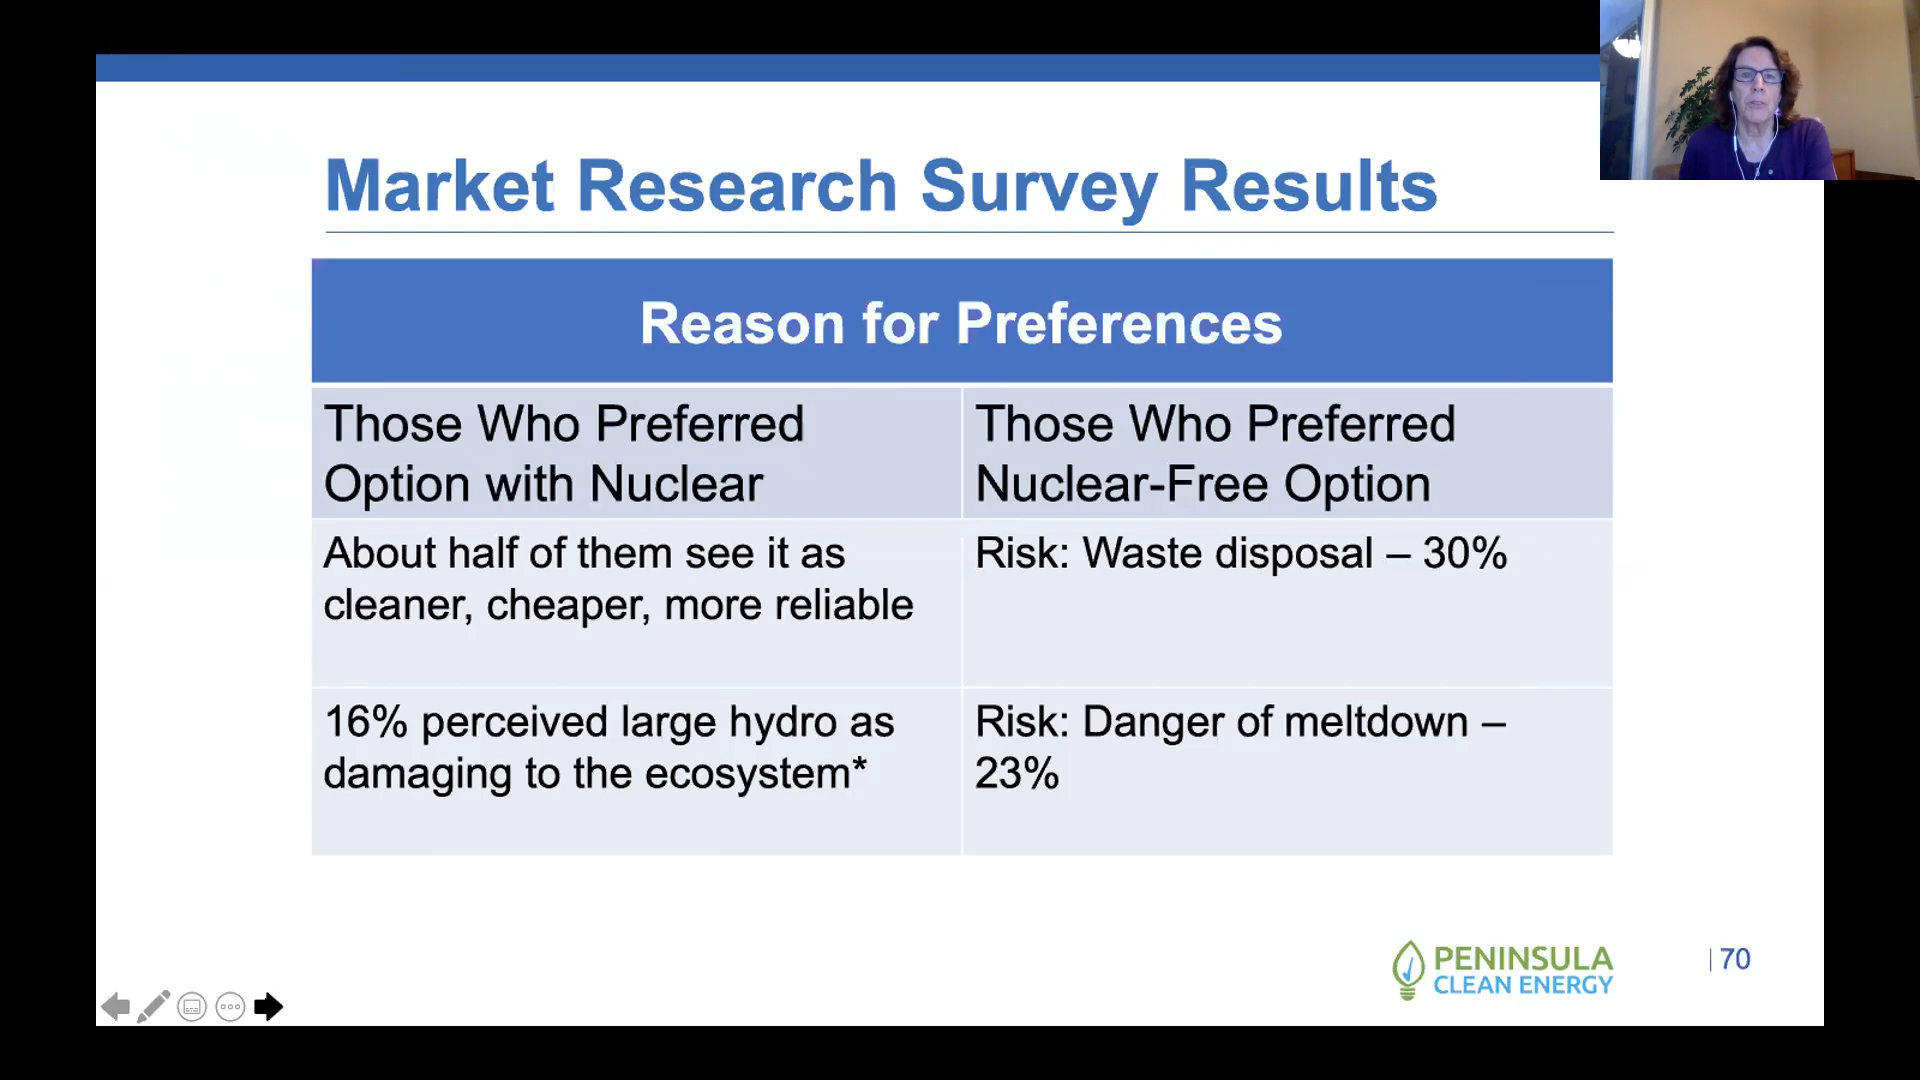 Market Research Survey Results
Reason for Preferences
Those Who Preferred
Option with Nuclear
Those Who Preferred
Nuclear-Free Option
About half of them see it as
cleaner, cheaper, more reliable
Risk: Waste disposal – 30%
16% perceived large hydro as
damaging to the ecosystem*
Risk: Danger of meltdown –
23%
PENINSULA
CLEAN ENERGY
| 70